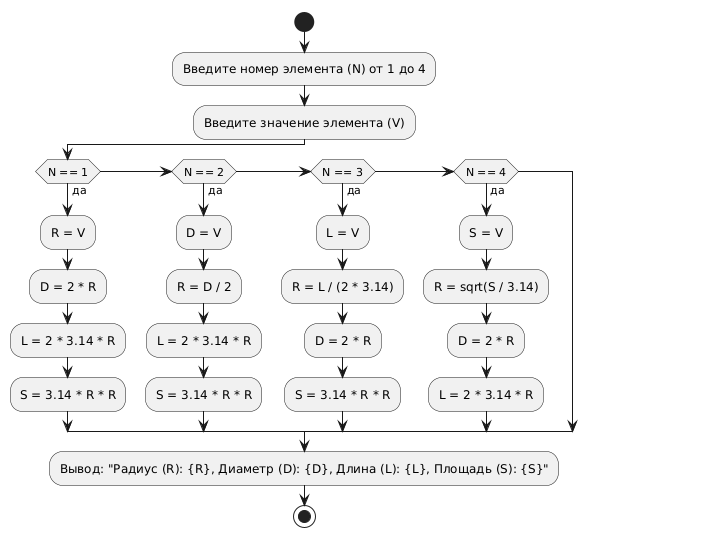 Введите номер элемента (N) от 1 до 4
Введите значение элемента (V)
N == 1
да
R = V
D = 2 * R
L = 2 * 3.14 * R
S = 3.14 * R * R
N == 2
да
D = V
R = D / 2
L = 2 * 3.14 * R
S = 3.14 * R * R
N == 3
да
L = V
R = L / (2 * 3.14)
D = 2 * R
S = 3.14 * R * R
N == 4
да
S = V
R = sqrt(S / 3.14)
D = 2 * R
L = 2 * 3.14 * R
Вывод: "Радиус (R): {R}, Диаметр (D): {D}, Длина (L): {L}, Площадь (S): {S}"